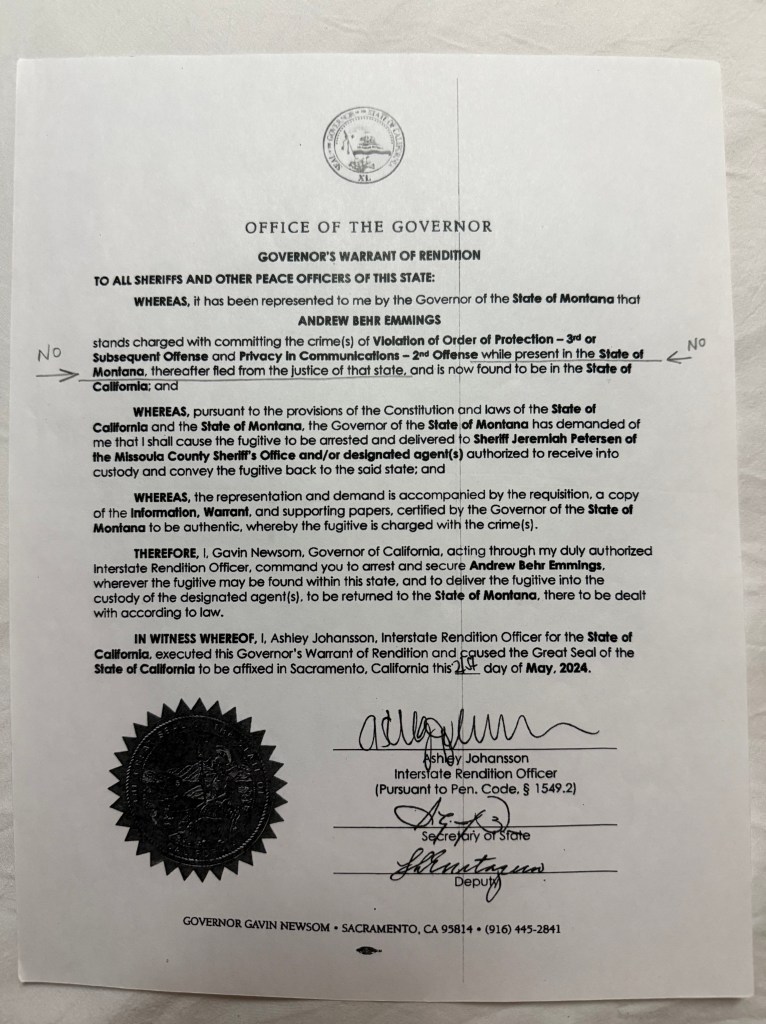 SEAL OF THE GOVERNOR OF THE STATE OF CALIFORNIA
XL
OFFICE OF THE GOVERNOR
GOVERNOR'S WARRANT OF RENDITION
TO ALL SHERIFFS AND OTHER PEACE OFFICERS OF THIS STATE:
WHEREAS, it has been represented to me by the Governor of the State of Montana that
ANDREW BEHR EMMINGS
stands charged with committing the crime(s) of Violation of Order of Protection – 3rd or
NO
Subsequent Offense and Privacy in Communications – 2nd Offense while present in the State of
NO
Montana, thereafter fled from the justice of that state, and is now found to be in the State of
California; and
WHEREAS, pursuant to the provisions of the Constitution and laws of the State of
California and the State of Montana, the Governor of the State of Montana has demanded of
me that I shall cause the fugitive to be arrested and delivered to Sheriff Jeremiah Petersen of
the Missoula County Sheriff's Office and/or designated agent(s) authorized to receive into
custody and convey the fugitive back to the said state; and
WHEREAS, the representation and demand is accompanied by the requisition, a copy
of the Information, Warrant, and supporting papers, certified by the Governor of the State of
Montana to be authentic, whereby the fugitive is charged with the crime(s).
THEREFORE, I, Gavin Newsom, Governor of California, acting through my duly authorized
Interstate Rendition Officer, command you to arrest and secure Andrew Behr Emmings,
wherever the fugitive may be found within this state, and to deliver the fugitive into the
custody of the designated agent(s), to be returned to the State of Montana, there to be dealt
with according to law.
IN WITNESS WHEREOF, I, Ashley Johansson, Interstate Rendition Officer for the State of
California, executed this Governor's Warrant of Rendition and caused the Great Seal of the
State of California to be affixed in Sacramento, California this 21st day of May, 2024.
Ashley Johansson
Interstate Rendition Officer
(Pursuant to Pen. Code, § 1549.2)
Secretary of State
Deputy
GOVERNOR GAVIN NEWSOM • SACRAMENTO, CA 95814 • (916) 445-2841